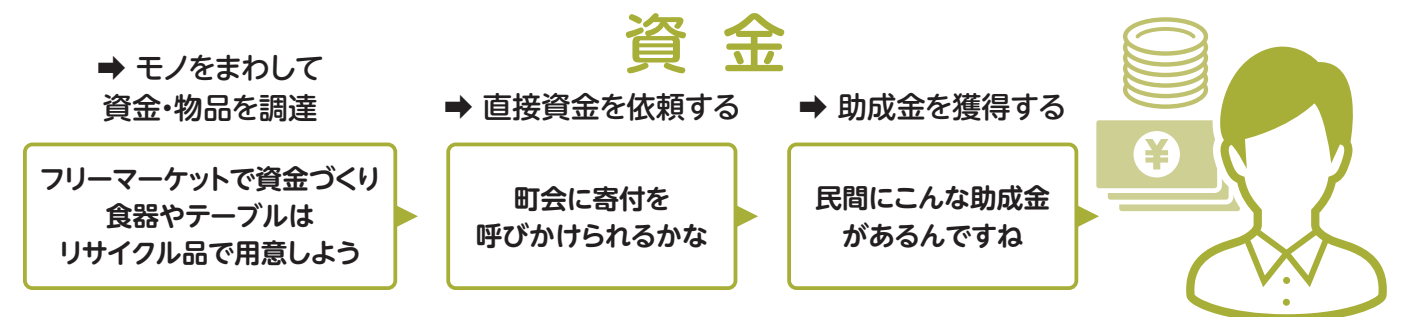 資金
➡ モノをまわして
資金・物品を調達
フリーマーケットで資金づくり
食器やテーブルは
リサイクル品で用意しよう
➡ 直接資金を依頼する
町会に寄付を
呼びかけられるかな
➡ 助成金を獲得する
民間にこんな助成金
があるんですね
¥